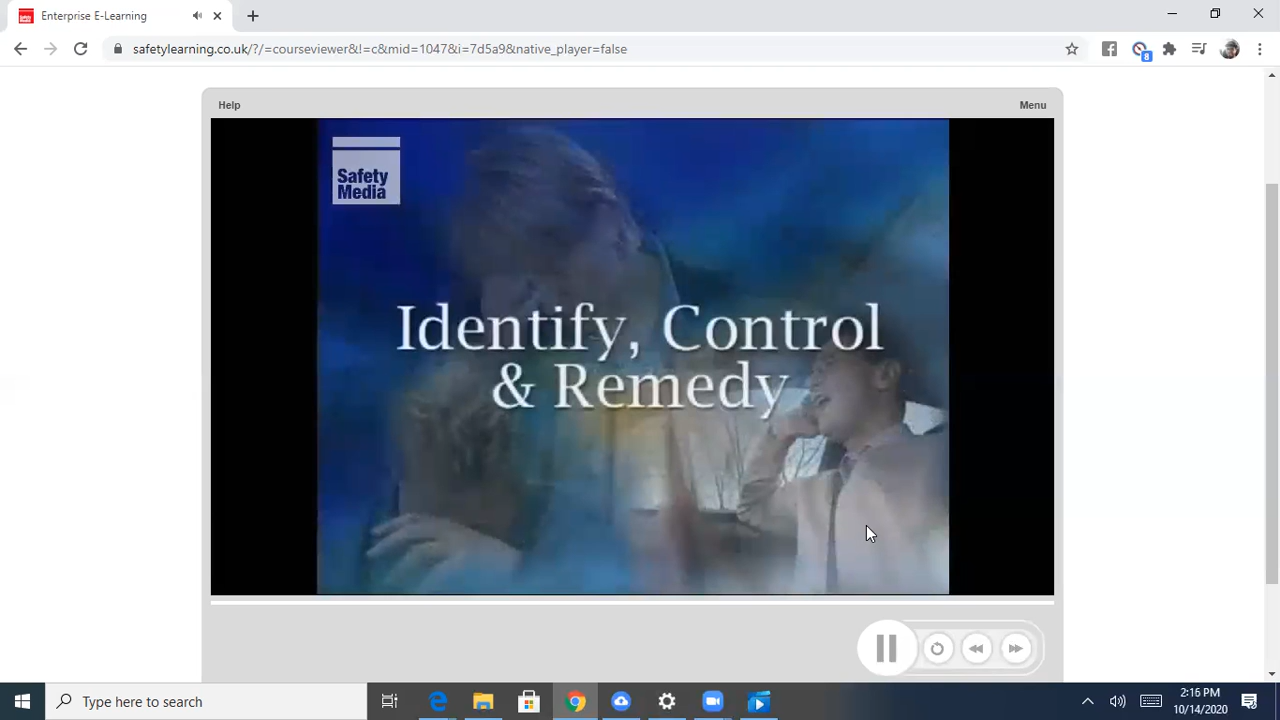 Enterprise E-Learning
safetylearning.co.uk/?/=courseviewer&!=c&mid=1047&i=7d5a9&native_player=false
8
Help
Menu
Safety
Media
Identify, Control
& Remedy
Type here to search
2:16 PM
10/14/2020